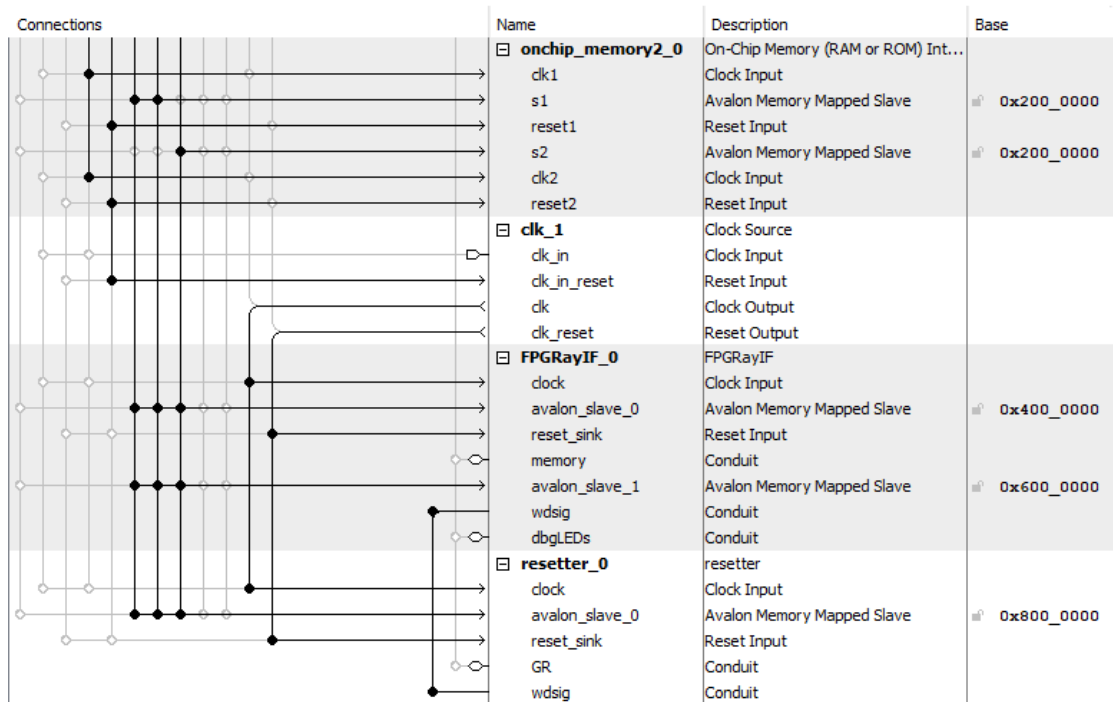 Connections Name Description Base
onchip_memory2_0 On-Chip Memory (RAM or ROM) Int...
clk1 Clock Input
s1 Avalon Memory Mapped Slave 0x200_0000
reset1 Reset Input
s2 Avalon Memory Mapped Slave 0x200_0000
clk2 Clock Input
reset2 Reset Input
clk_1 Clock Source
clk_in Clock Input
clk_in_reset Reset Input
clk Clock Output
clk_reset Reset Output
FPGRayIF_0 FPGRayIF
clock Clock Input
avalon_slave_0 Avalon Memory Mapped Slave 0x400_0000
reset_sink Reset Input
memory Conduit
avalon_slave_1 Avalon Memory Mapped Slave 0x600_0000
wdsig Conduit
dbgLEDs Conduit
resetter_0 resetter
clock Clock Input
avalon_slave_0 Avalon Memory Mapped Slave 0x800_0000
reset_sink Reset Input
GR Conduit
wdsig Conduit